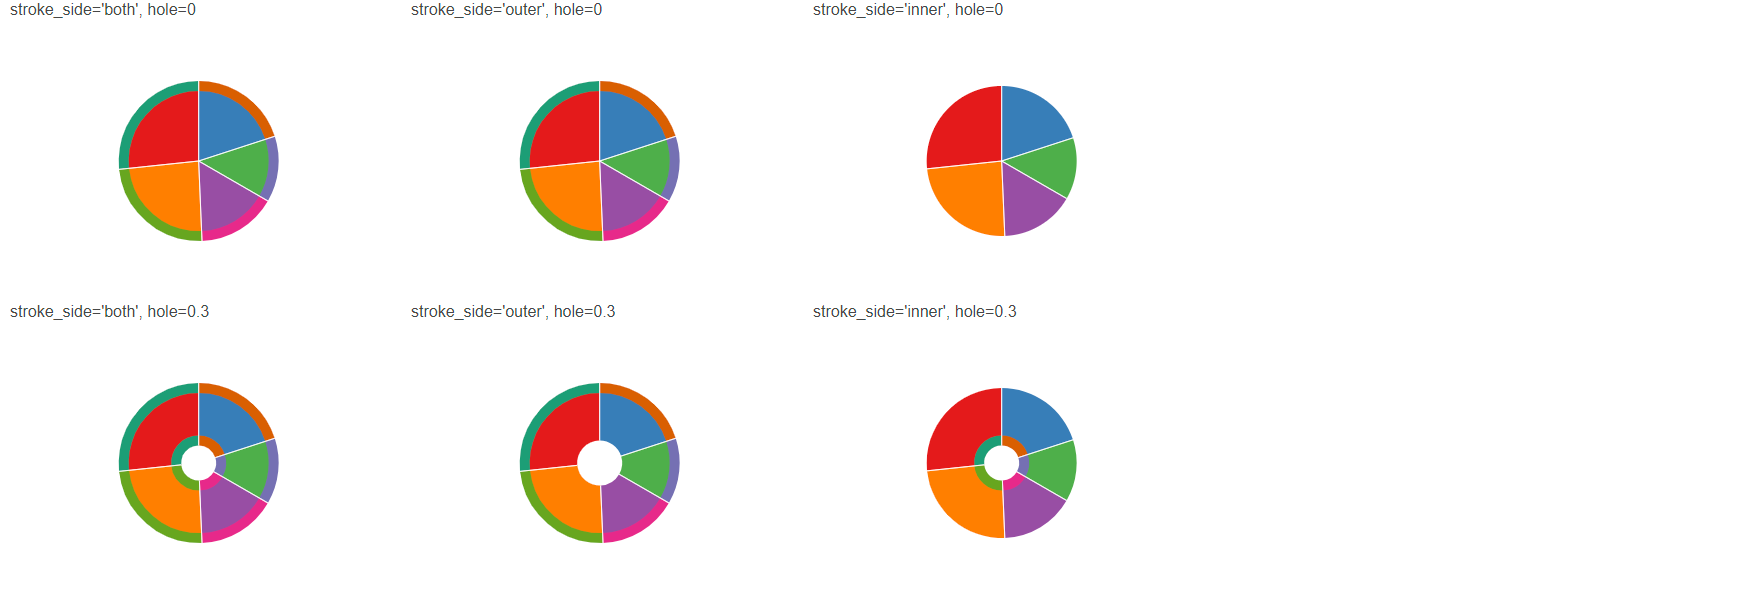 stroke_side='both', hole=0
stroke_side='outer', hole=0
stroke_side='inner', hole=0
stroke_side='both', hole=0.3
stroke_side='outer', hole=0.3
stroke_side='inner', hole=0.3